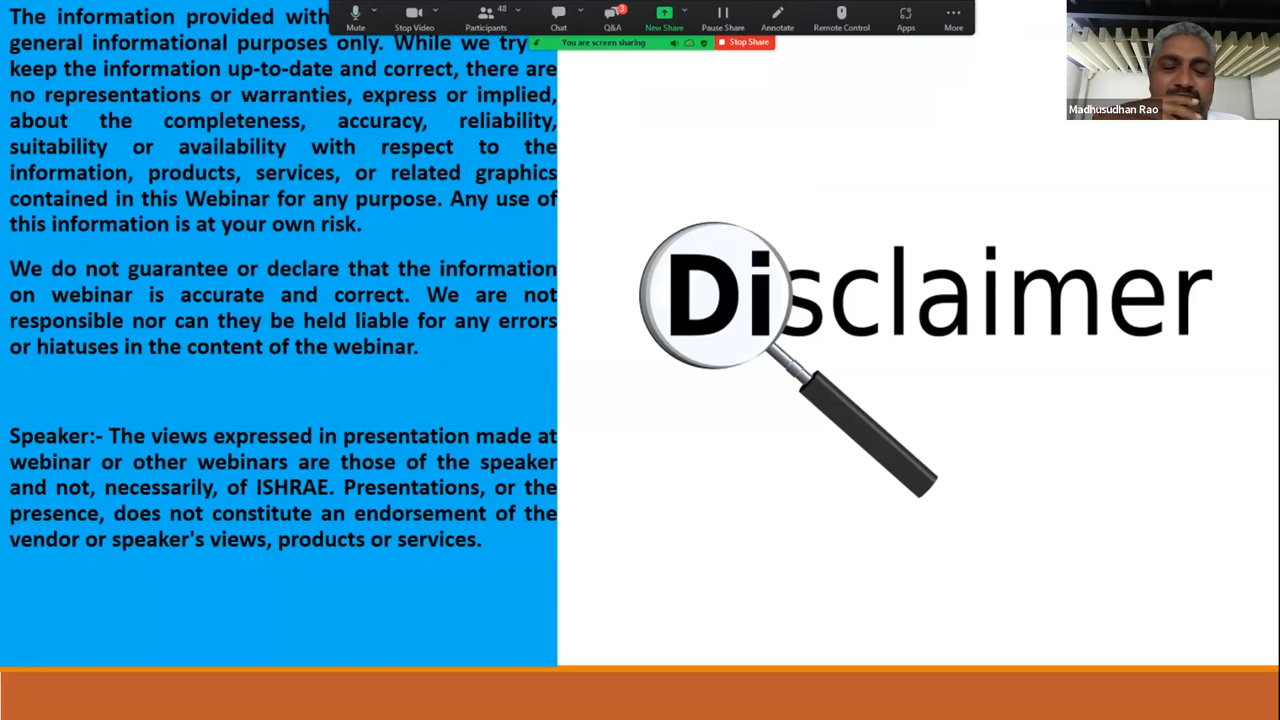 The information provided with
general informational purposes only. While we try
keep the information up-to-date and correct, there are
no representations or warranties, express or implied,
about the completeness, accuracy, reliability,
suitability or availability with respect to the
information, products, services, or related graphics
contained in this Webinar for any purpose. Any use of
this information is at your own risk.
We do not guarantee or declare that the information
on webinar is accurate and correct. We are not
responsible nor can they be held liable for any errors
or hiatuses in the content of the webinar.
Speaker:- The views expressed in presentation made at
webinar or other webinars are those of the speaker
and not, necessarily, of ISHRAE. Presentations, or the
presence, does not constitute an endorsement of the
vendor or speaker's views, products or services.
Mute Stop Video Participants 48 Chat Q&A 3 New Share Pause Share Annotate Remote Control Apps More
You are screen sharing Stop Share
Madhusudhan Rao
Disclaimer